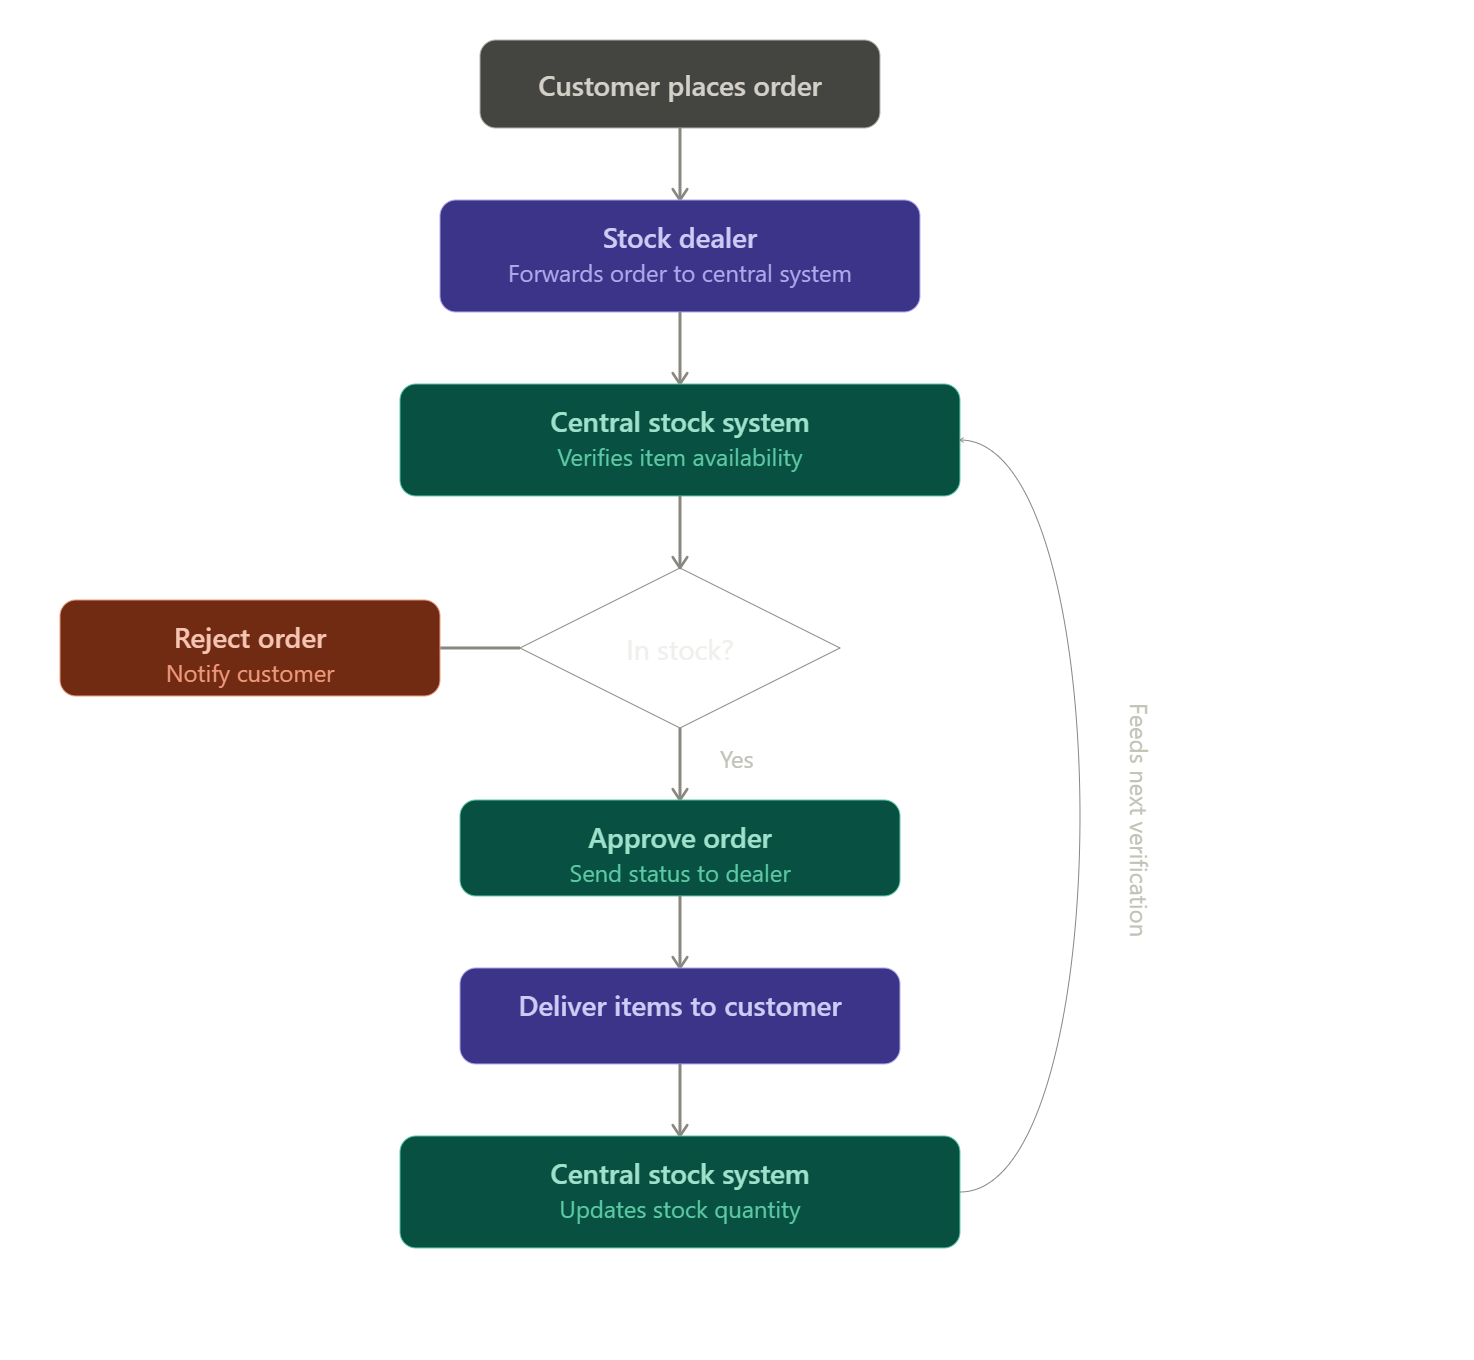 Customer places order
Stock dealer
Forwards order to central system
Central stock system
Verifies item availability
In stock?
Reject order
Notify customer
Yes
Approve order
Send status to dealer
Feeds next verification
Deliver items to customer
Central stock system
Updates stock quantity